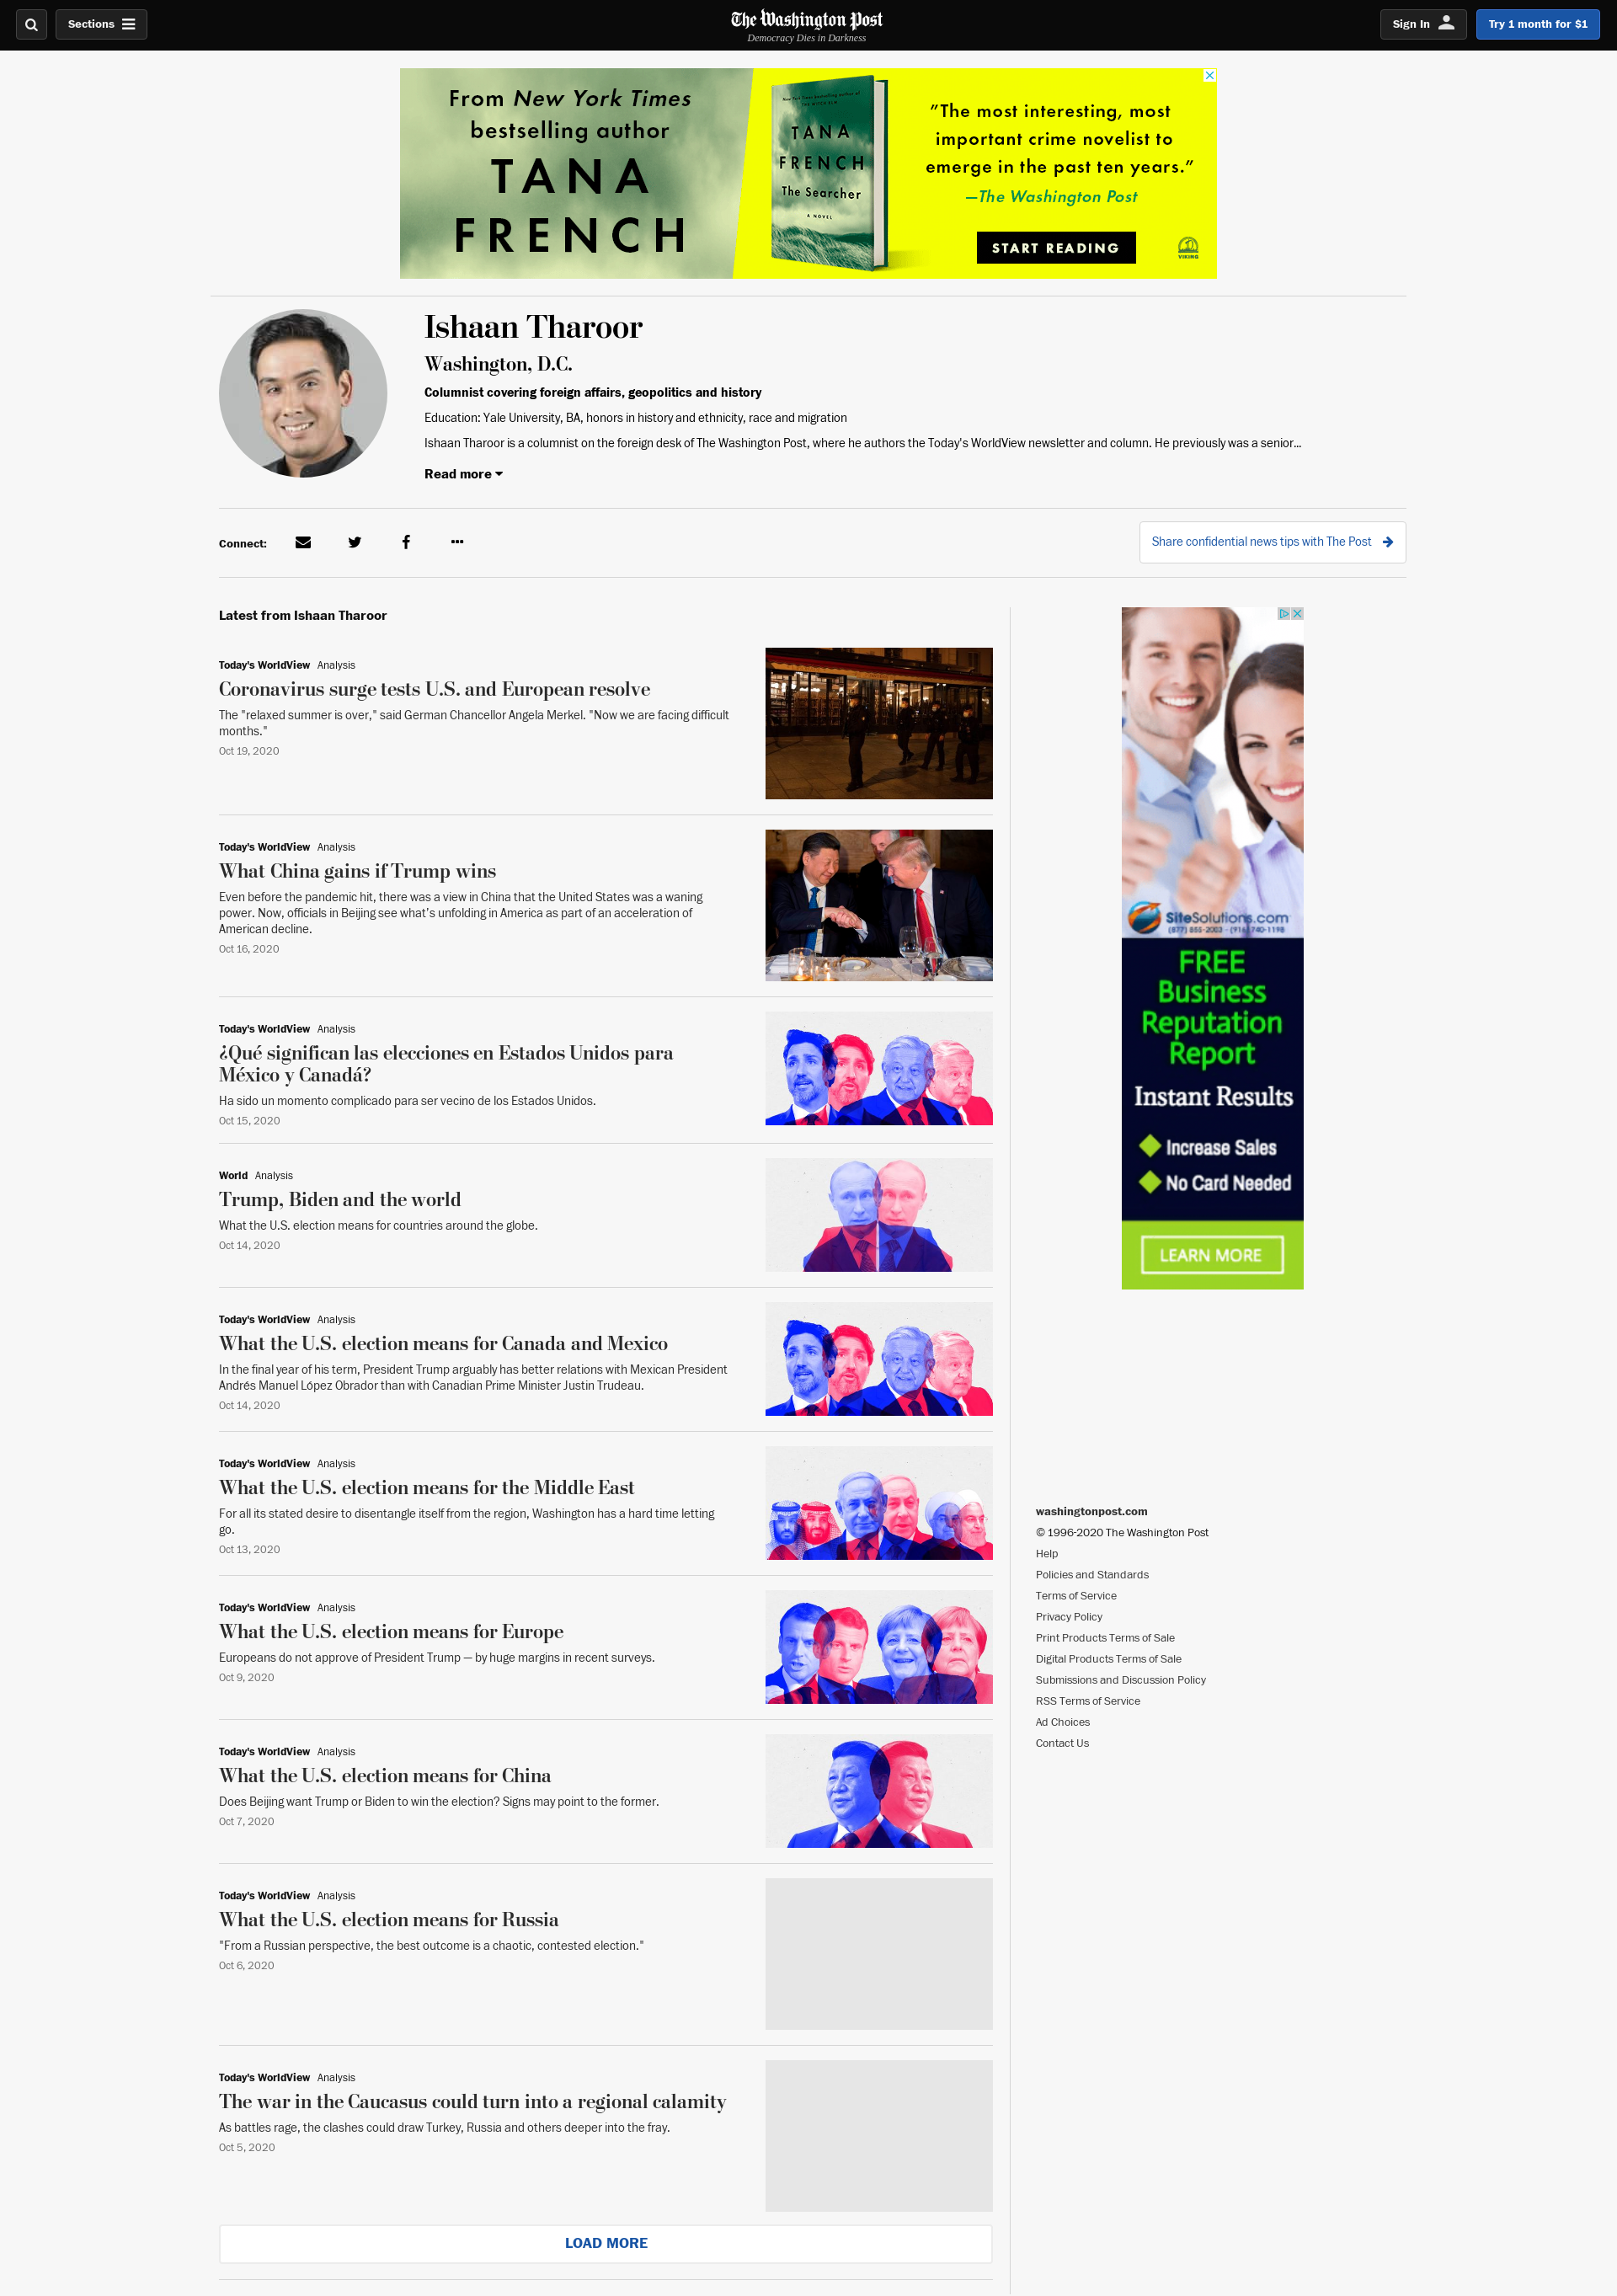 Sections
The Washington Post
Democracy Dies in Darkness
Sign In
Try 1 month for $1
From New York Times
bestselling author
TANA
FRENCH
TANA
FRENCH
The Searcher
A NOVEL
"The most interesting, most
important crime novelist to
emerge in the past ten years."
—The Washington Post
START READING
VIKING
Ishaan Tharoor
Washington, D.C.
Columnist covering foreign affairs, geopolitics and history
Education: Yale University, BA, honors in history and ethnicity, race and migration
Ishaan Tharoor is a columnist on the foreign desk of The Washington Post, where he authors the Today's WorldView newsletter and column. He previously was a senior...
Read more
Connect:
Share confidential news tips with The Post
Latest from Ishaan Tharoor
Today's WorldView Analysis
Coronavirus surge tests U.S. and European resolve
The "relaxed summer is over," said German Chancellor Angela Merkel. "Now we are facing difficult
months."
Oct 19, 2020
Today's WorldView Analysis
What China gains if Trump wins
Even before the pandemic hit, there was a view in China that the United States was a waning
power. Now, officials in Beijing see what's unfolding in America as part of an acceleration of
American decline.
Oct 16, 2020
Today's WorldView Analysis
¿Qué significan las elecciones en Estados Unidos para
México y Canadá?
Ha sido un momento complicado para ser vecino de los Estados Unidos.
Oct 15, 2020
World Analysis
Trump, Biden and the world
What the U.S. election means for countries around the globe.
Oct 14, 2020
Today's WorldView Analysis
What the U.S. election means for Canada and Mexico
In the final year of his term, President Trump arguably has better relations with Mexican President
Andrés Manuel López Obrador than with Canadian Prime Minister Justin Trudeau.
Oct 14, 2020
Today's WorldView Analysis
What the U.S. election means for the Middle East
For all its stated desire to disentangle itself from the region, Washington has a hard time letting
go.
Oct 13, 2020
Today's WorldView Analysis
What the U.S. election means for Europe
Europeans do not approve of President Trump — by huge margins in recent surveys.
Oct 9, 2020
Today's WorldView Analysis
What the U.S. election means for China
Does Beijing want Trump or Biden to win the election? Signs may point to the former.
Oct 7, 2020
Today's WorldView Analysis
What the U.S. election means for Russia
"From a Russian perspective, the best outcome is a chaotic, contested election."
Oct 6, 2020
Today's WorldView Analysis
The war in the Caucasus could turn into a regional calamity
As battles rage, the clashes could draw Turkey, Russia and others deeper into the fray.
Oct 5, 2020
LOAD MORE
SiteSolutions.com
(877) 855-2003 - (916) 740-1198
FREE
Business
Reputation
Report
Instant Results
Increase Sales
No Card Needed
LEARN MORE
washingtonpost.com
© 1996-2020 The Washington Post
Help
Policies and Standards
Terms of Service
Privacy Policy
Print Products Terms of Sale
Digital Products Terms of Sale
Submissions and Discussion Policy
RSS Terms of Service
Ad Choices
Contact Us